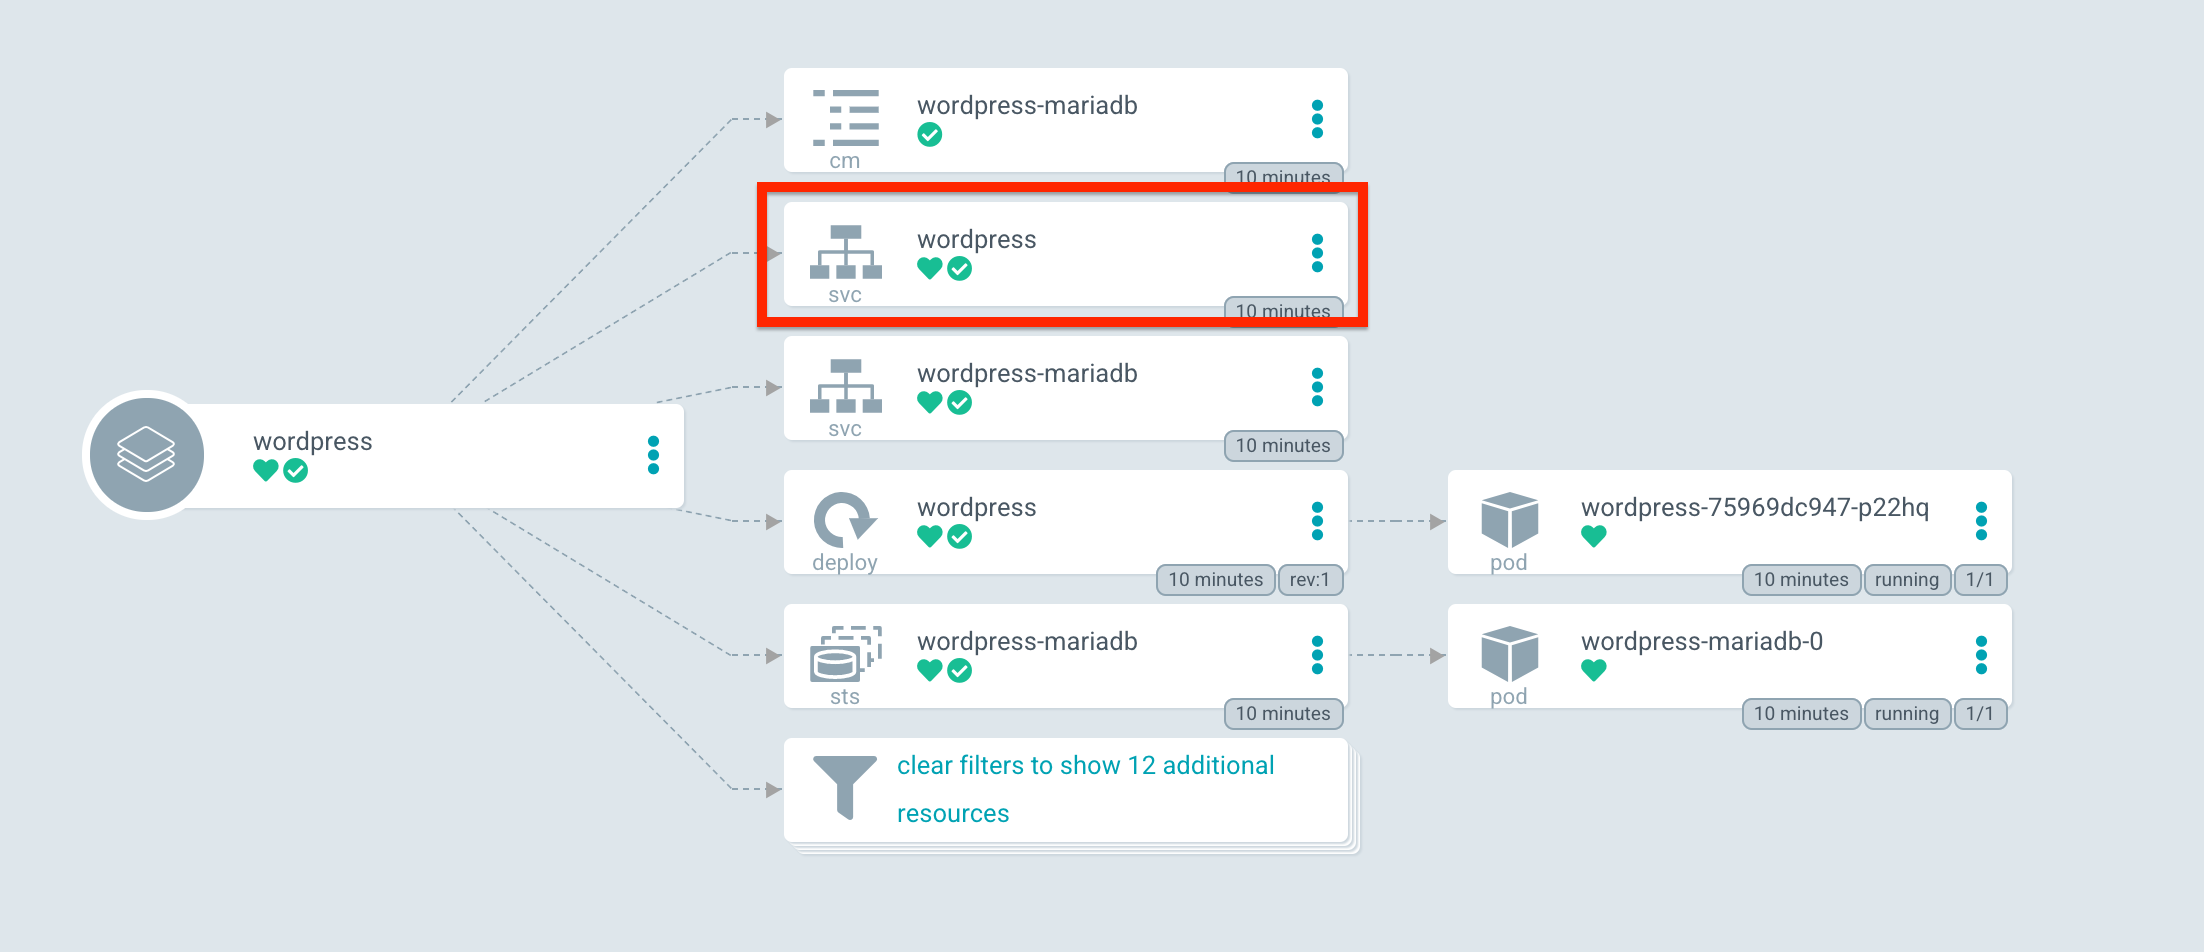 wordpress-mariadb
cm
10 minutes
wordpress
svc
10 minutes
wordpress-mariadb
svc
10 minutes
wordpress
wordpress
deploy
10 minutes
rev:1
wordpress-75969dc947-p22hq
pod
10 minutes
running
1/1
wordpress-mariadb
sts
10 minutes
wordpress-mariadb-0
pod
10 minutes
running
1/1
clear filters to show 12 additional
resources